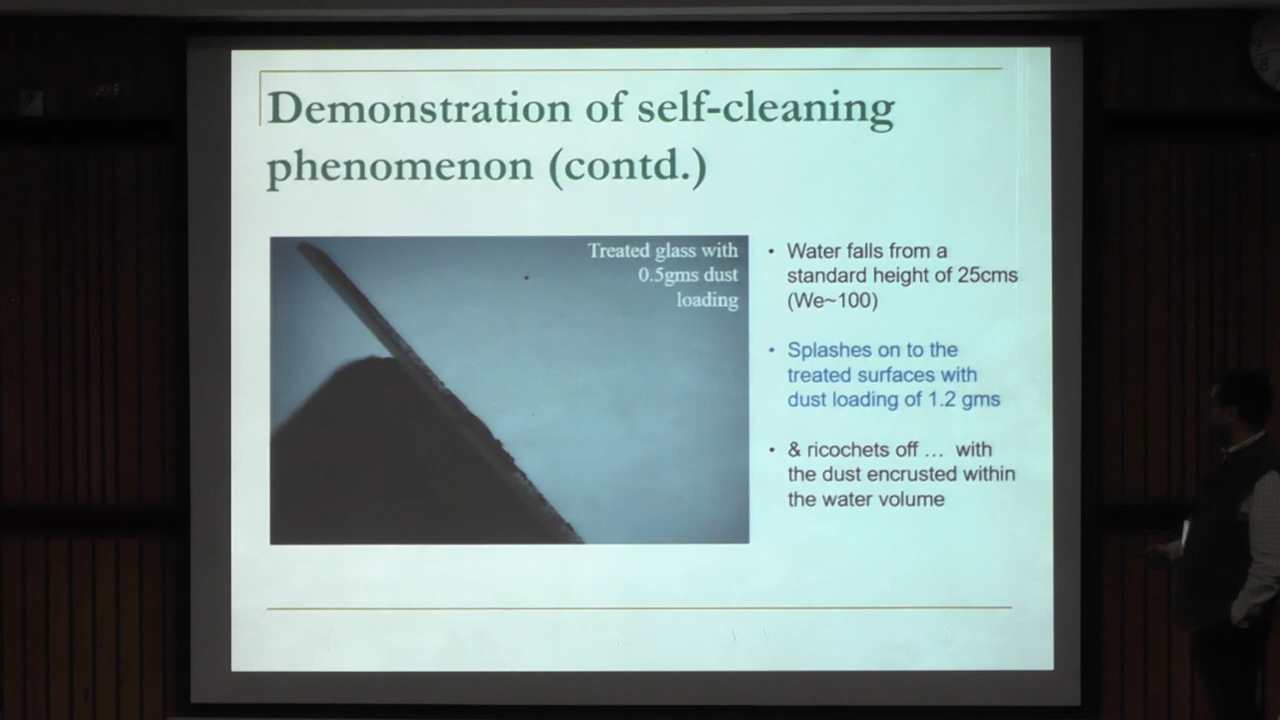 Demonstration of self-cleaning
phenomenon (contd.)
Treated glass with
0.5gms dust
loading
• Water falls from a
standard height of 25cms
(We~100)
• Splashes on to the
treated surfaces with
dust loading of 1.2 gms
• & ricochets off … with
the dust encrusted within
the water volume